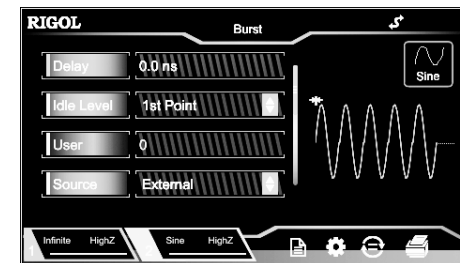 RIGOL
Burst
Sine
Delay
0.0 ns
Idle Level
1st Point
User
0
Source
External
1
Infinite
HighZ
Sine
HighZ